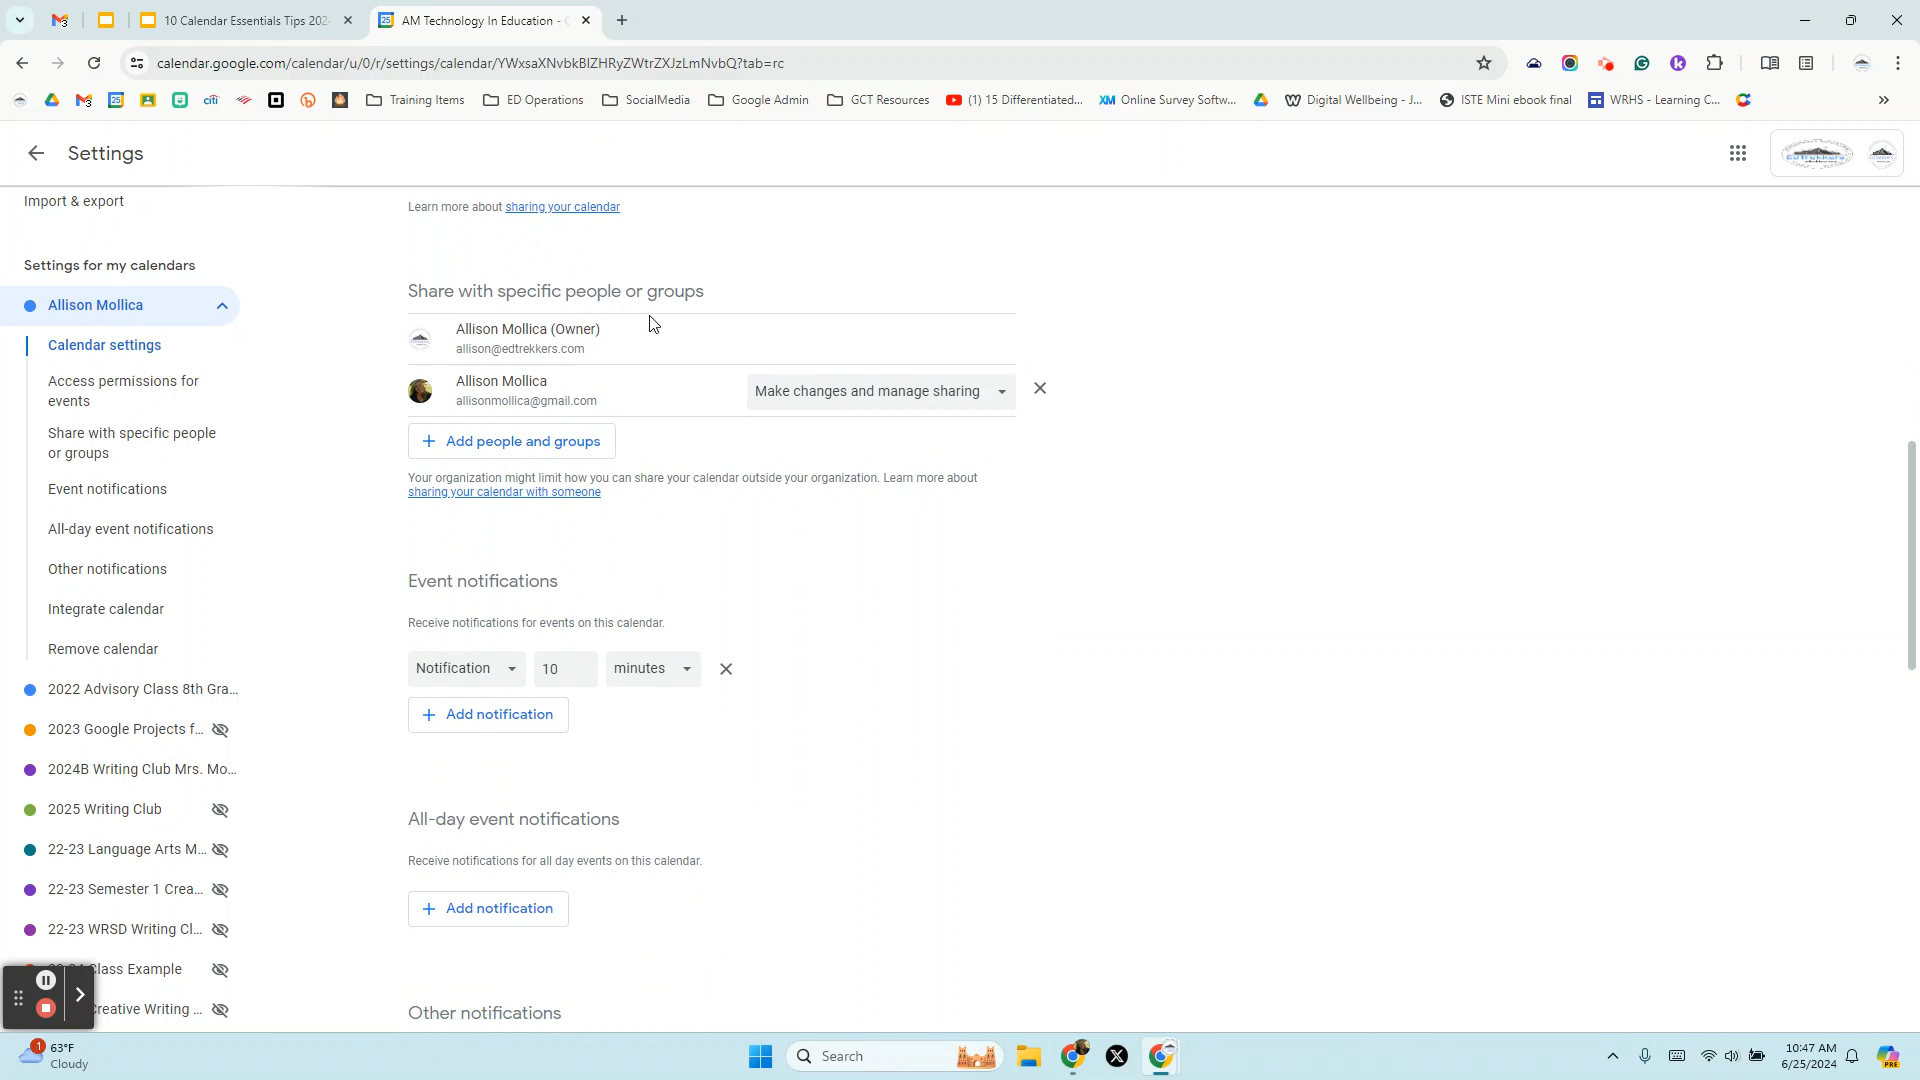 10 Calendar Essentials Tips 202
AM Technology In Education -
calendar.google.com/calendar/u/0/r/settings/calendar/YWxsaXNvbkBlZHRyZWtrZXJzLmNvbQ?tab=rc
citi
Training Items
ED Operations
SocialMedia
Google Admin
GCT Resources
(1) 15 Differentiated...
XM Online Survey Softw...
Digital Wellbeing - J...
ISTE Mini ebook final
WRHS - Learning C...
Settings
Import & export
Learn more about sharing your calendar
Settings for my calendars
Allison Mollica
Calendar settings
Access permissions for
events
Share with specific people
or groups
Event notifications
All-day event notifications
Other notifications
Integrate calendar
Remove calendar
2022 Advisory Class 8th Gra...
2023 Google Projects f...
2024B Writing Club Mrs. Mo...
2025 Writing Club
22-23 Language Arts M...
22-23 Semester 1 Crea...
22-23 WRSD Writing Cl...
Class Example
Creative Writing ...
Share with specific people or groups
Allison Mollica (Owner)
allison@edtrekkers.com
Allison Mollica
allisonmollica@gmail.com
Make changes and manage sharing
Add people and groups
Your organization might limit how you can share your calendar outside your organization. Learn more about
sharing your calendar with someone
Event notifications
Receive notifications for events on this calendar.
Notification
10
minutes
Add notification
All-day event notifications
Receive notifications for all day events on this calendar.
Add notification
Other notifications
1
63°F
Cloudy
Search
10:47 AM
6/25/2024
PRE